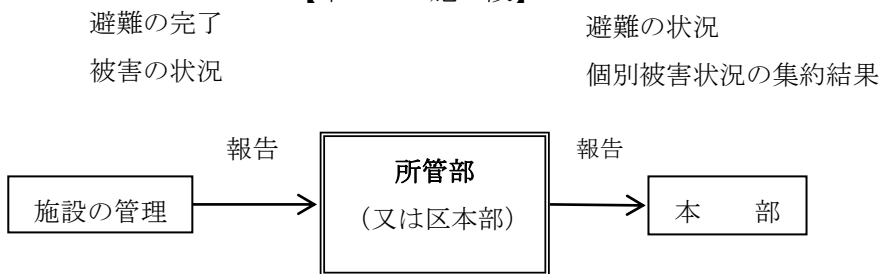 避難の完了
被害の状況
避難の状況
個別被害状況の集約結果
報告
報告
施設の管理
所管部
(又は区本部)
本　　部